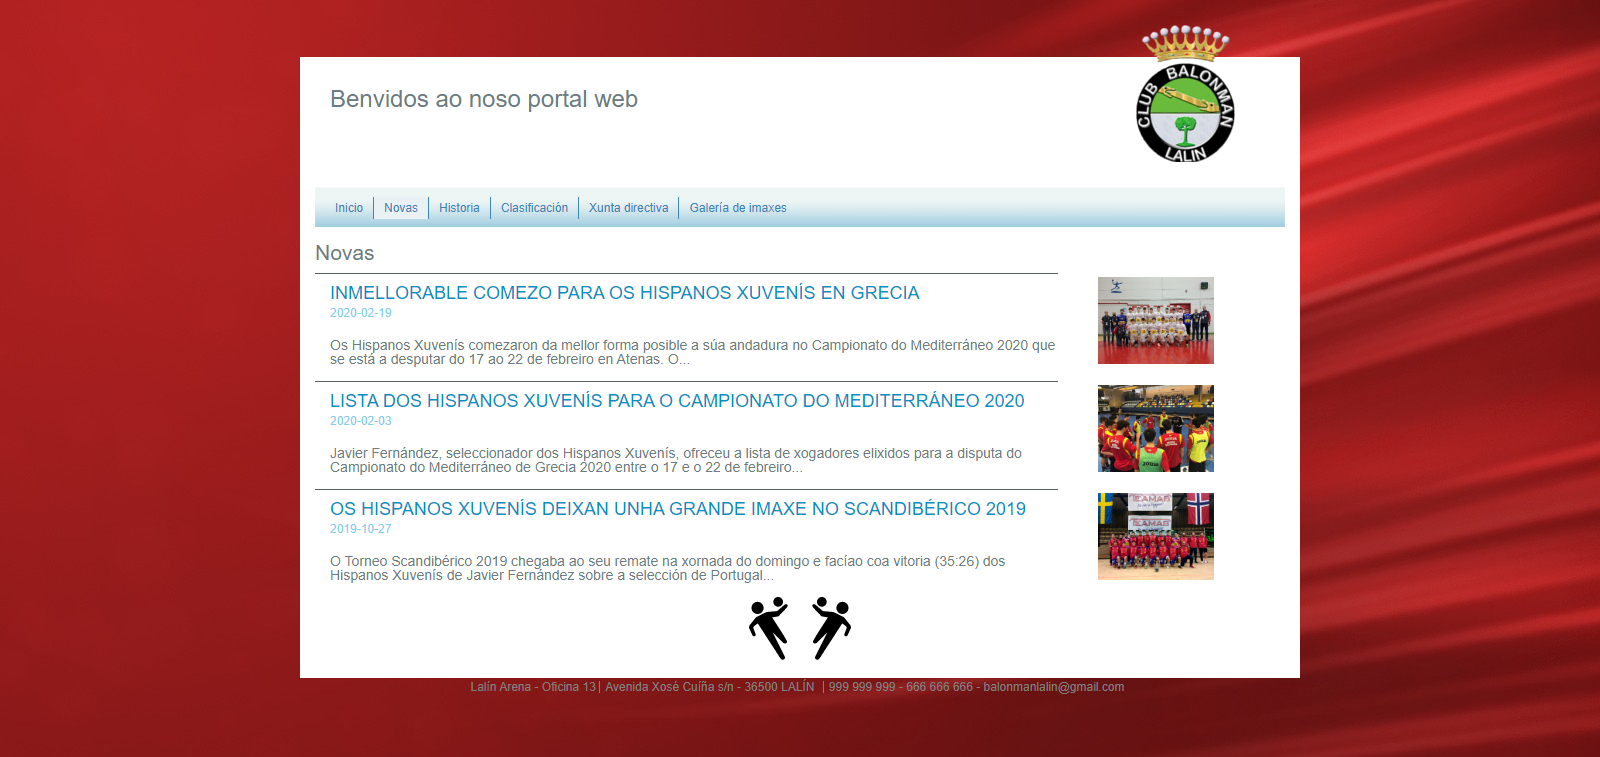 CLUB BALONMAN
LALIN
Benvidos ao noso portal web
Inicio
Novas
Historia
Clasificación
Xunta directiva
Galería de imaxes
Novas
INMELLORABLE COMEZO PARA OS HISPANOS XUVENÍS EN GRECIA
2020-02-19
Os Hispanos Xuvenís comezaron da mellor forma posible a súa andadura no Campionato do Mediterráneo 2020 que
se está a desputar do 17 ao 22 de febreiro en Atenas. O...
LISTA DOS HISPANOS XUVENÍS PARA O CAMPIONATO DO MEDITERRÁNEO 2020
2020-02-03
Javier Fernández, seleccionador dos Hispanos Xuvenís, ofreceu a lista de xogadores elixidos para a disputa do
Campionato do Mediterráneo de Grecia 2020 entre o 17 e o 22 de febreiro...
OS HISPANOS XUVENÍS DEIXAN UNHA GRANDE IMAXE NO SCANDIBÉRICO 2019
2019-10-27
O Torneo Scandibérico 2019 chegaba ao seu remate na xornada do domingo e facíao coa vitoria (35:26) dos
Hispanos Xuvenís de Javier Fernández sobre a selección de Portugal...
Lalín Arena - Oficina 13 | Avenida Xosé Cuíña s/n - 36500 LALÍN | 999 999 999 - 666 666 666 - balonmanlalin@gmail.com